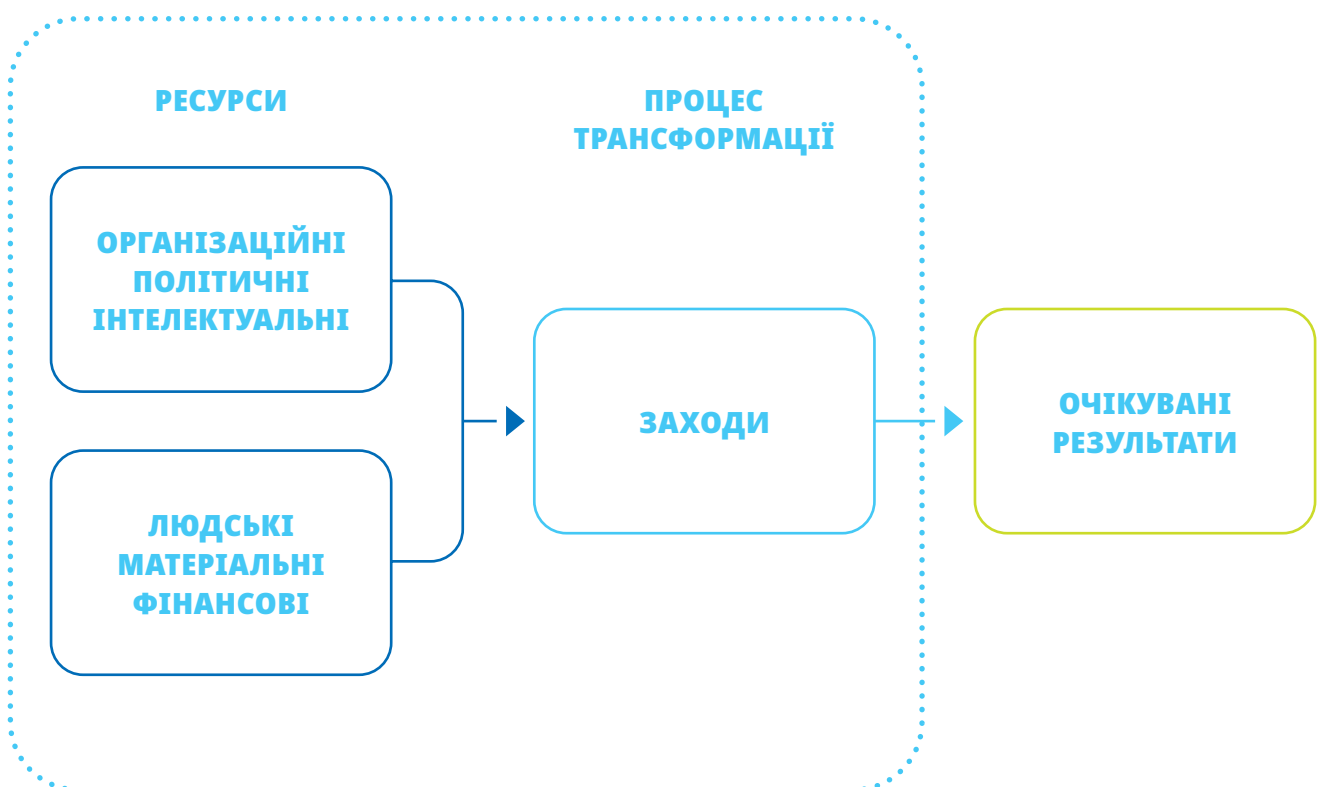 РЕСУРСИ
ПРОЦЕС
ТРАНСФОРМАЦІЇ
ОРГАНІЗАЦІЙНІ
ПОЛІТИЧНІ
ІНТЕЛЕКТУАЛЬНІ
ЛЮДСЬКІ
МАТЕРІАЛЬНІ
ФІНАНСОВІ
ЗАХОДИ
ОЧІКУВАНІ
РЕЗУЛЬТАТИ